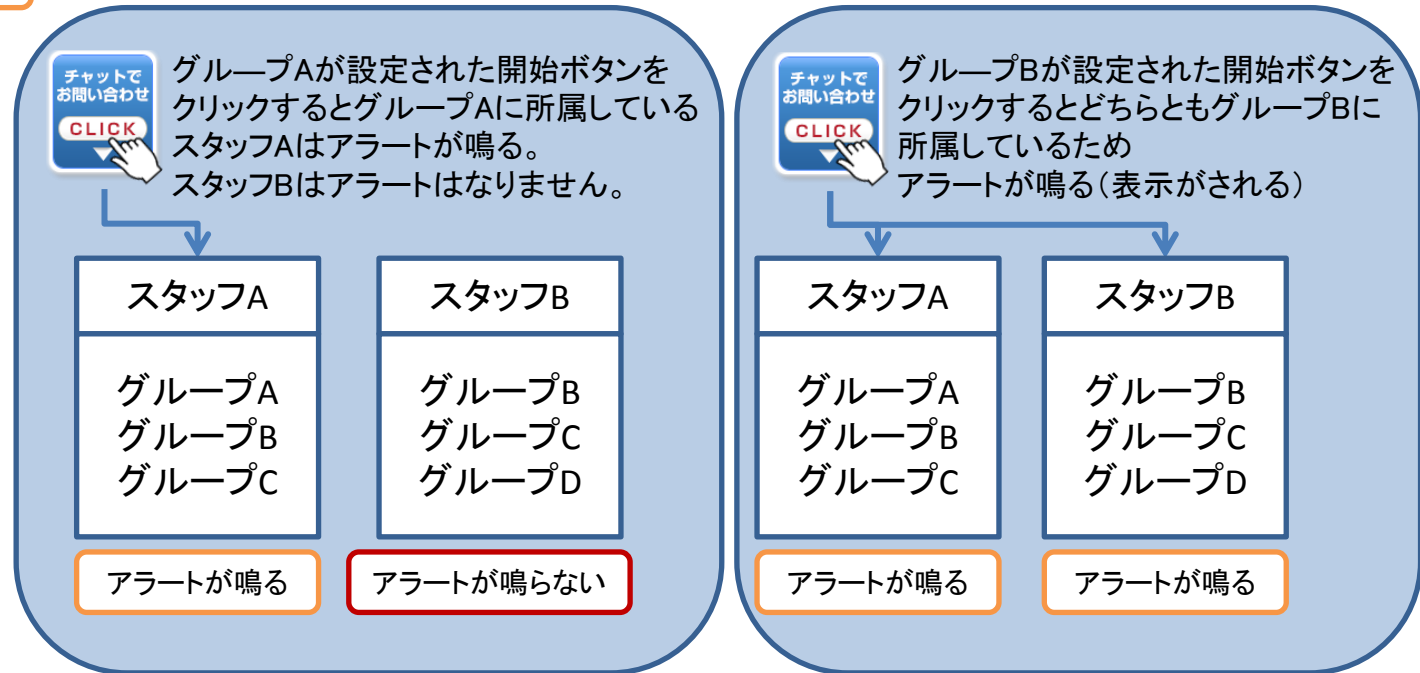 チャットで
お問い合わせ
CLICK
グル―プAが設定された開始ボタンを
クリックするとグループAに所属している
スタッフAはアラートが鳴る。
スタッフBはアラートはなりません。
スタッフA
グループA
グループB
グループC
アラートが鳴る
スタッフB
グループB
グループC
グループD
アラートが鳴らない
チャットで
お問い合わせ
CLICK
グル―プBが設定された開始ボタンを
クリックするとどちらともグループBに
所属しているため
アラートが鳴る（表示がされる）
スタッフA
グループA
グループB
グループC
アラートが鳴る
スタッフB
グループB
グループC
グループD
アラートが鳴る